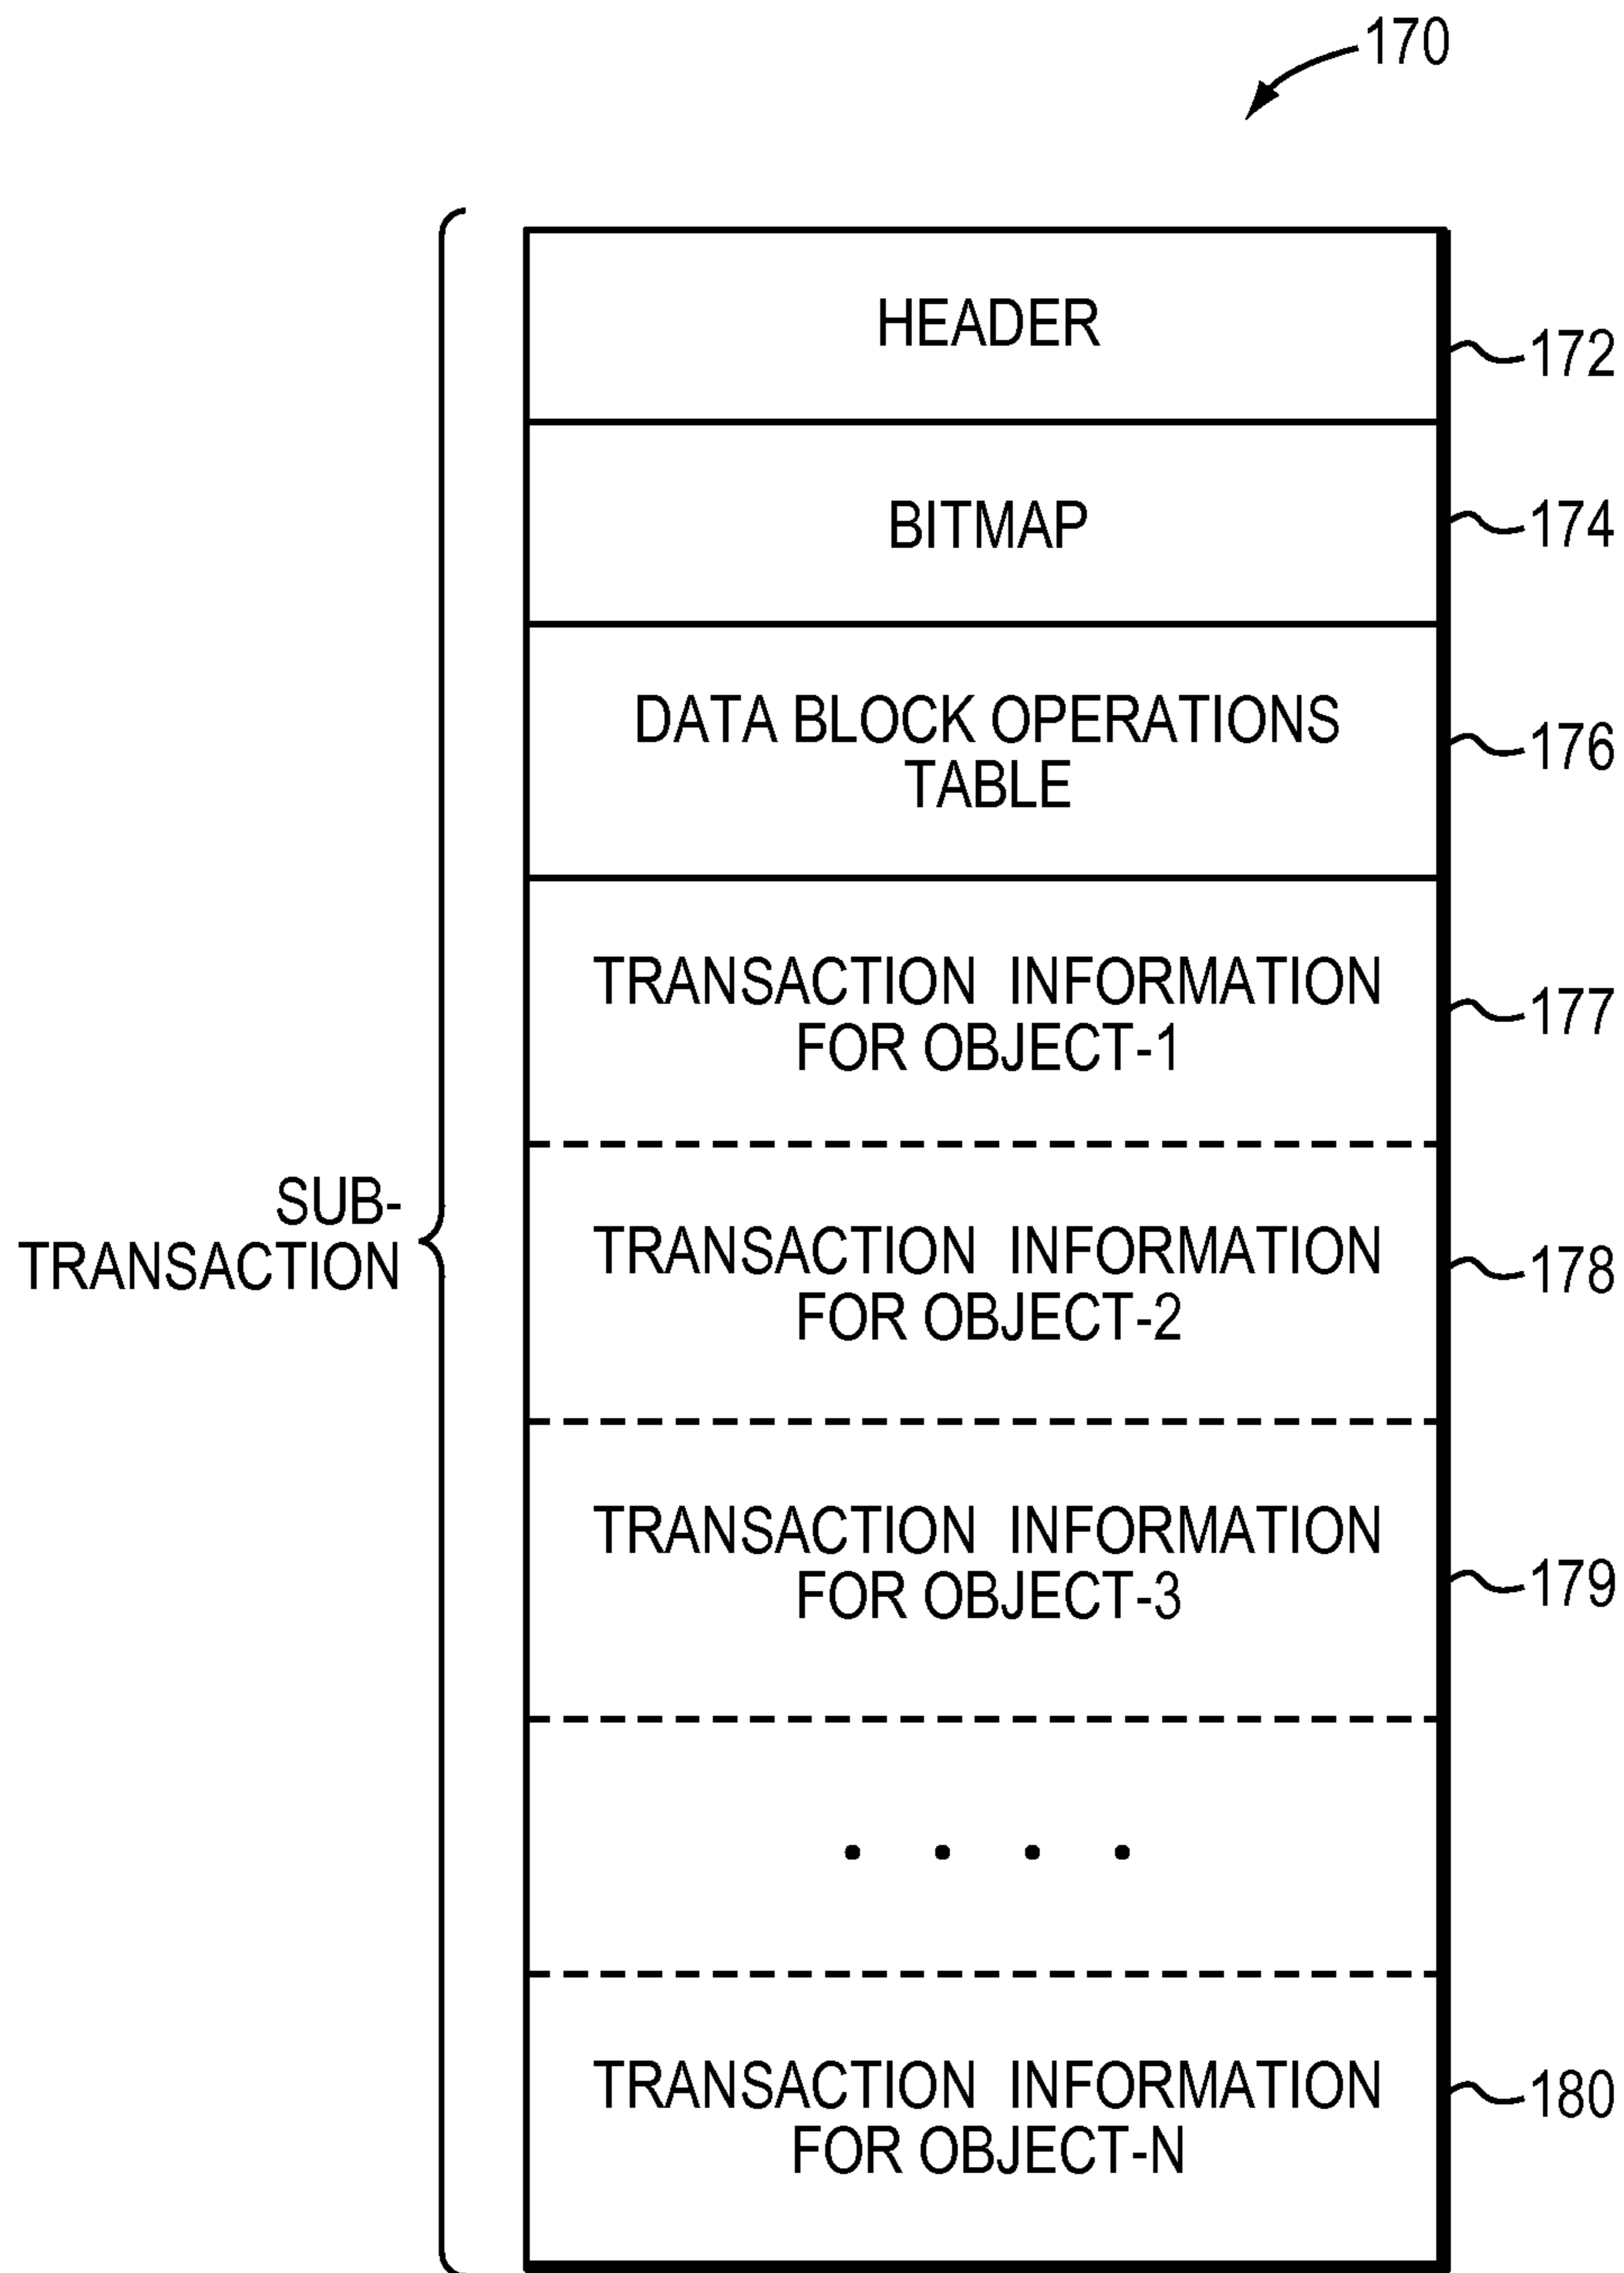 170
HEADER
172
BITMAP
174
DATA BLOCK OPERATIONS
TABLE
176
TRANSACTION INFORMATION
FOR OBJECT-1
177
SUB-
TRANSACTION
TRANSACTION INFORMATION
FOR OBJECT-2
178
TRANSACTION INFORMATION
FOR OBJECT-3
179
. . . .
TRANSACTION INFORMATION
FOR OBJECT-N
180